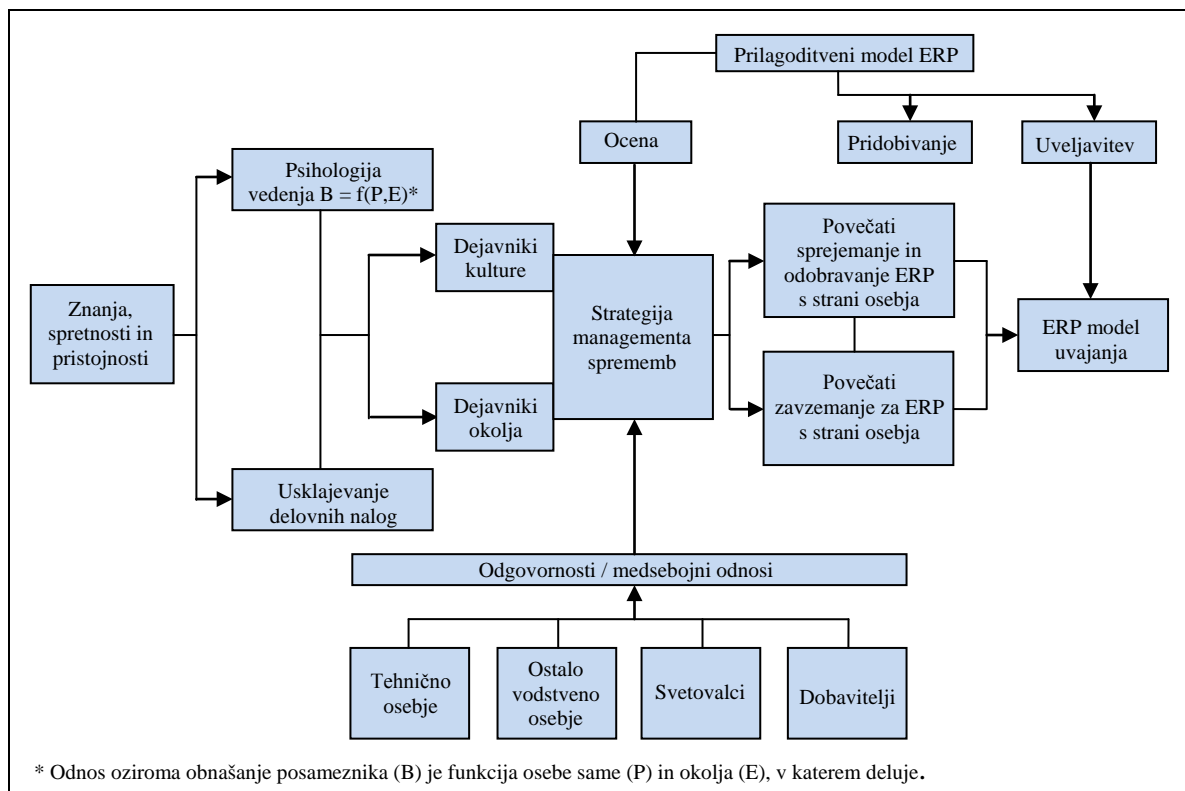 Prilagoditveni model ERP
Ocena
Pridobivanje
Uveljavitev
Psihologija
vedenja B = f(P,E)*
Dejavniki
kulture
Povečati
sprejemanje in
odobravanje ERP
s strani osebja
Znanja,
spretnosti in
pristojnosti
Strategija
managementa
sprememb
ERP model
uvajanja
Dejavniki
okolja
Povečati
zavzemanje za ERP
s strani osebja
Usklajevanje
delovnih nalog
Odgovornosti / medsebojni odnosi
Tehnično
osebje
Ostalo
vodstveno
osebje
Svetovalci
Dobavitelji
* Odnos oziroma obnašanje posameznika (B) je funkcija osebe same (P) in okolja (E), v katerem deluje.